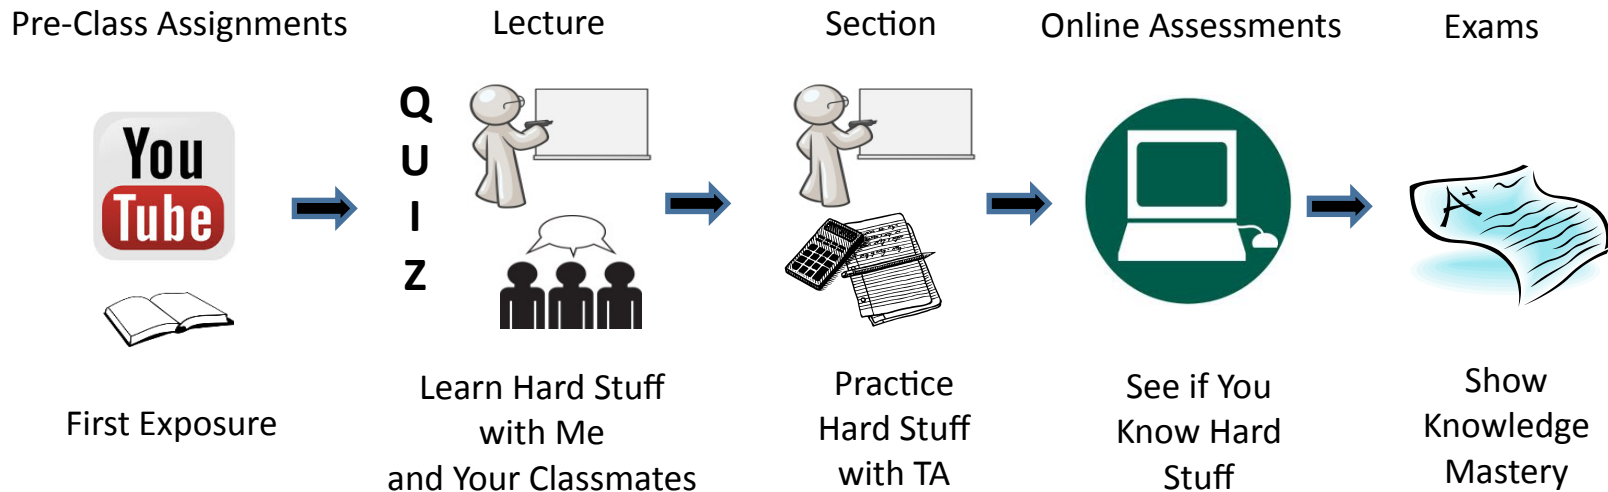 Pre-Class Assignments
Lecture
Section
Online Assessments
Exams
You
Tube
Q
U
I
Z
A+
First Exposure
Learn Hard Stuff
with Me
and Your Classmates
Practice
Hard Stuff
with TA
See if You
Know Hard
Stuff
Show
Knowledge
Mastery